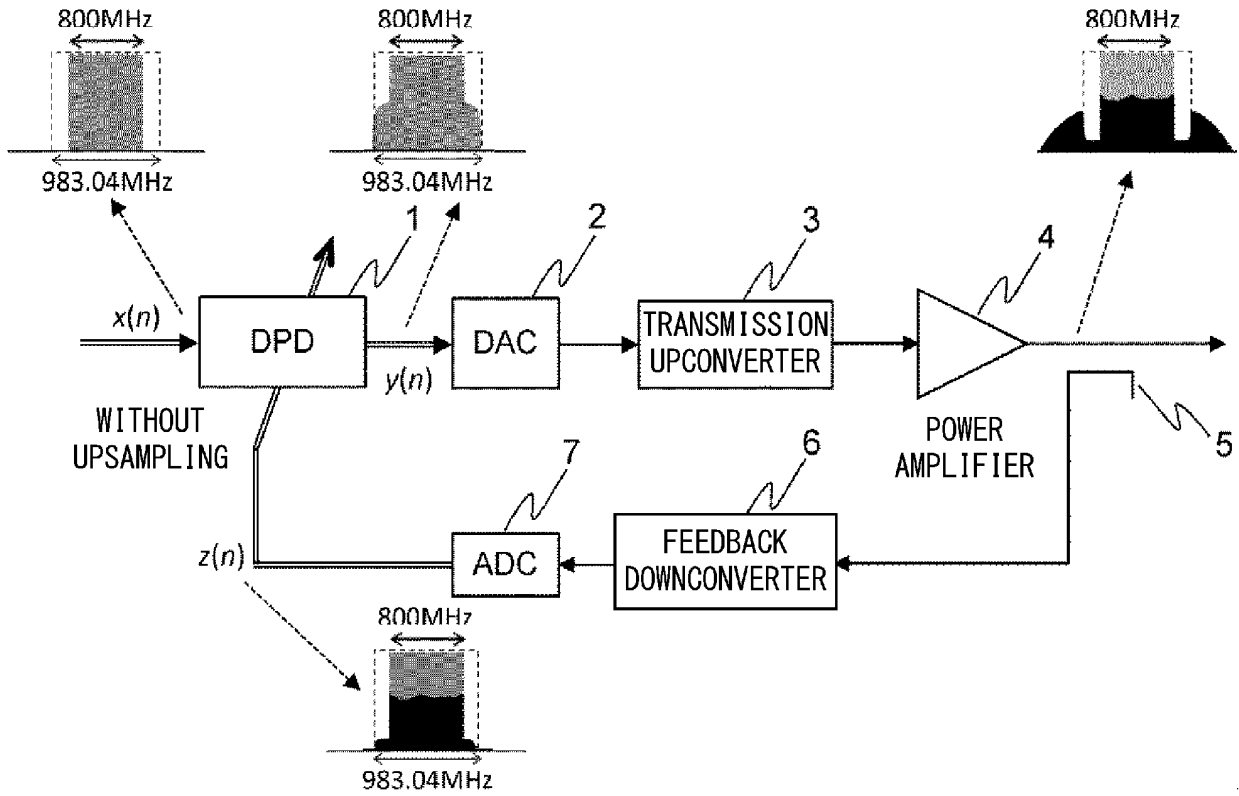 800MHz
800MHz
800MHz
983.04MHz
983.04MHz
1
2
3
4
x(n)
DPD
y(n)
DAC
TRANSMISSION
UPCONVERTER
WITHOUT
UPSAMPLING
POWER
AMPLIFIER
5
7
6
z(n)
ADC
FEEDBACK
DOWNCONVERTER
800MHz
983.04MHz